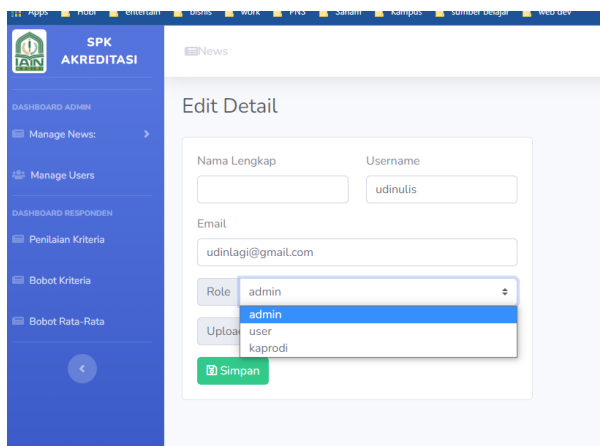 Apps Hobi entertain bisnis work PNS Saham Kampus sumber belajar web dev
SPK
AKREDITASI
IAIN
News
DASHBOARD ADMIN
Manage News:
Manage Users
DASHBOARD RESPONDEN
Penilaian Kriteria
Bobot Kriteria
Bobot Rata-Rata
Edit Detail
Nama Lengkap Username
udinulis
Email
udinlagi@gmail.com
Role admin
admin
user
kaprodi
Uploa
Simpan